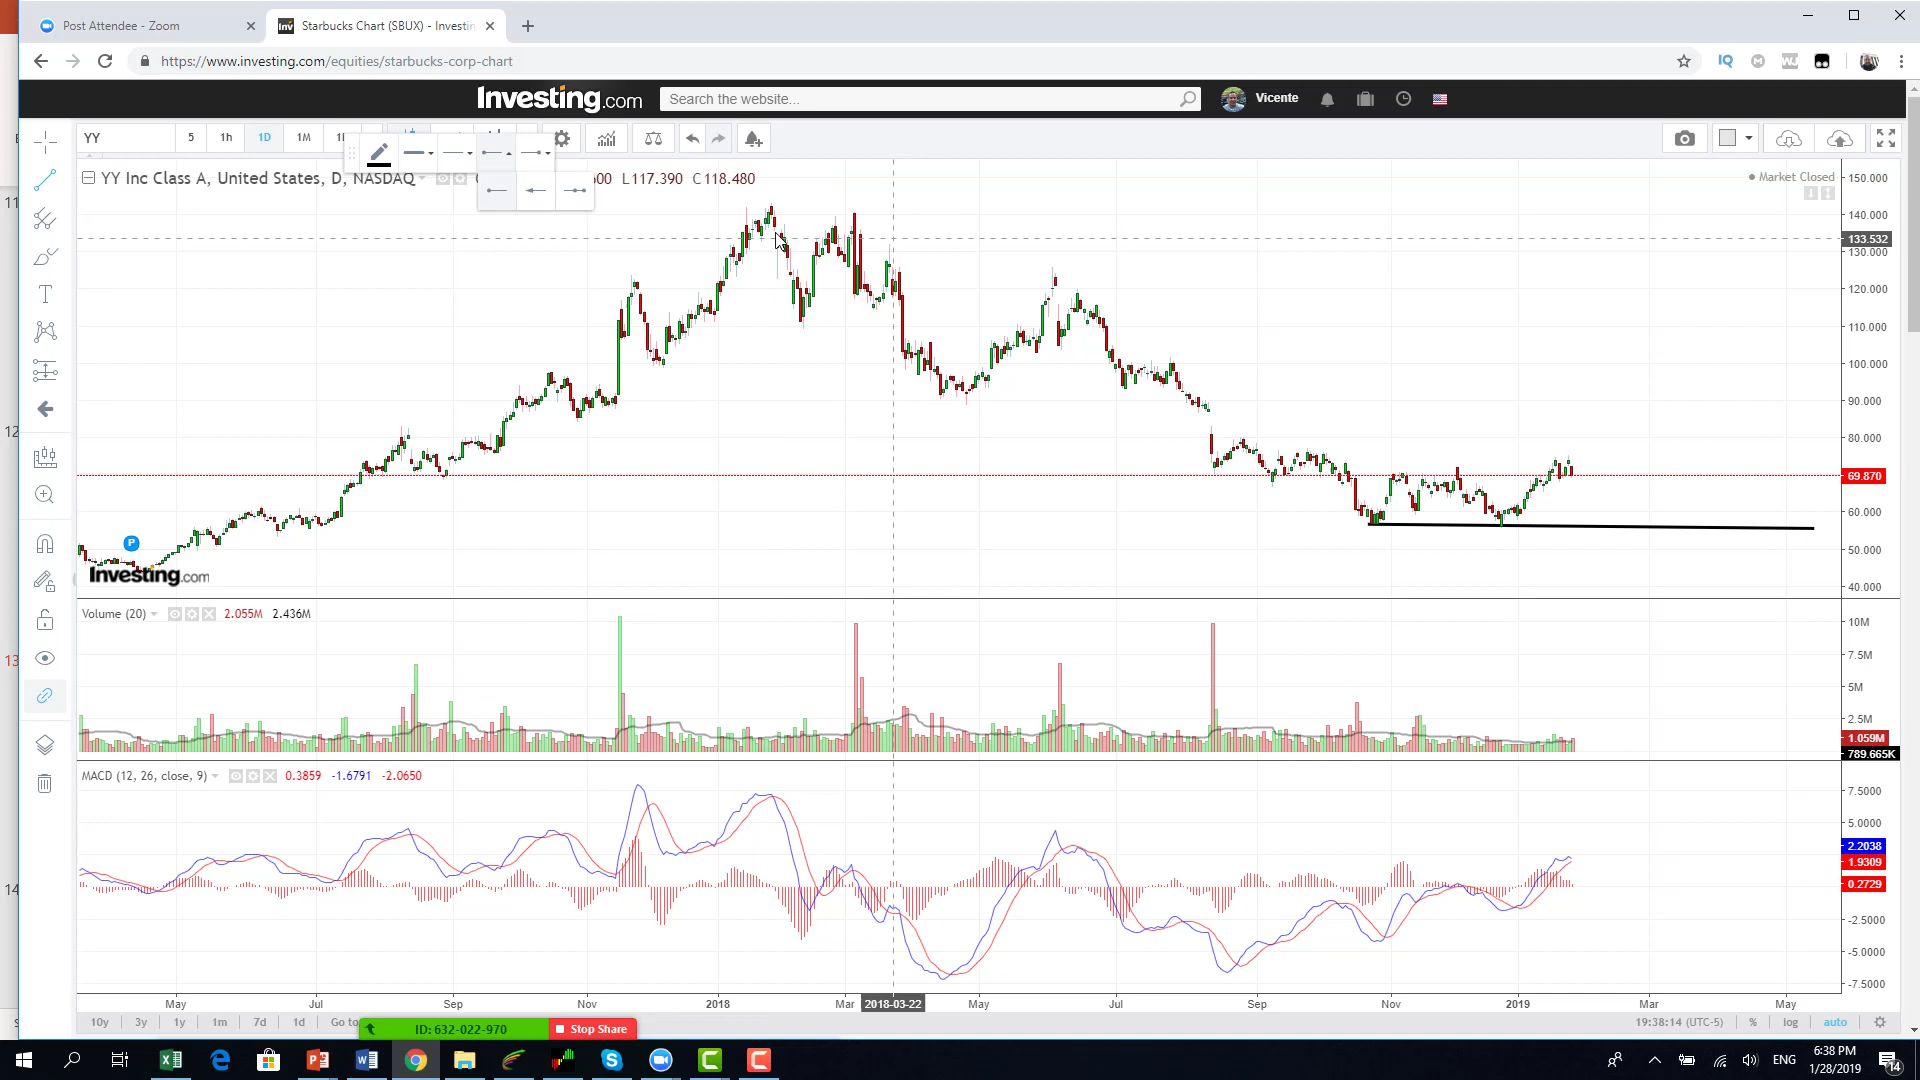 Post Attendee - Zoom
Starbucks Chart (SBUX) - Investin
https://www.investing.com/equities/starbucks-corp-chart
Investing.com
Search the website...
Vicente
YY 5 1h 1D 1M
YY Inc Class A, United States, D, NASDAQ
L117.390 C118.480
Market Closed
150.000
140.000
133.532
130.000
120.000
110.000
100.000
90.000
80.000
69.870
60.000
50.000
40.000
P
Investing.com
Volume (20) 2.055M 2.436M
10M
7.5M
5M
2.5M
1.059M
789.665K
MACD (12, 26, close, 9) 0.3859 -1.6791 -2.0650
7.5000
5.0000
2.2038
1.9309
0.2729
-2.5000
-5.0000
-7.5000
May Jul Sep Nov 2018 Mar 2018-03-22 May Jul Sep Nov 2019 Mar May
10y 3y 1y 1m 7d 1d Go to
ID: 632-022-970
Stop Share
19:38:14 (UTC-5) % log auto
ENG
6:38 PM
1/28/2019
14